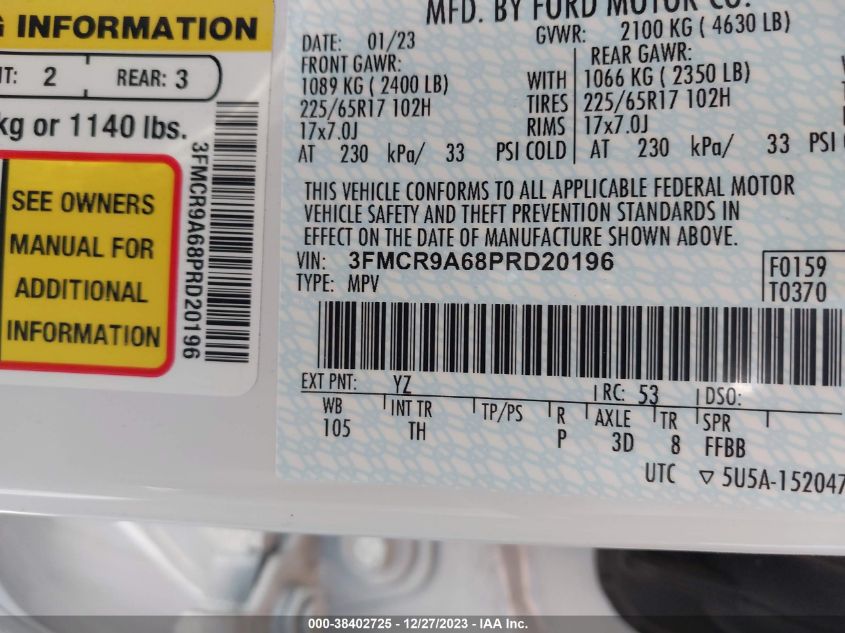 G INFORMATION
NT: 2 REAR: 3
kg or 1140 lbs.
SEE OWNERS
MANUAL FOR
ADDITIONAL
INFORMATION
3FMCR9A68PRD20196
MFD. BY FORD MOTOR CO.
DATE: 01/23 GVWR: 2100 KG ( 4630 LB)
FRONT GAWR: REAR GAWR:
1089 KG ( 2400 LB) WITH 1066 KG ( 2350 LB)
225/65R17 102H TIRES 225/65R17 102H
17x7.0J RIMS 17x7.0J
AT 230 kPa/ 33 PSI COLD AT 230 kPa/ 33 PSI
THIS VEHICLE CONFORMS TO ALL APPLICABLE FEDERAL MOTOR
VEHICLE SAFETY AND THEFT PREVENTION STANDARDS IN
EFFECT ON THE DATE OF MANUFACTURE SHOWN ABOVE.
VIN: 3FMCR9A68PRD20196
TYPE: MPV
F0159
T0370
EXT PNT: YZ RC: 53 DSO:
WB INT TR TP/PS R AXLE TR SPR
105 TH P 3D 8 FFBB
UTC ▽ 5U5A-152047
000-38402725 - 12/27/2023 - IAA Inc.